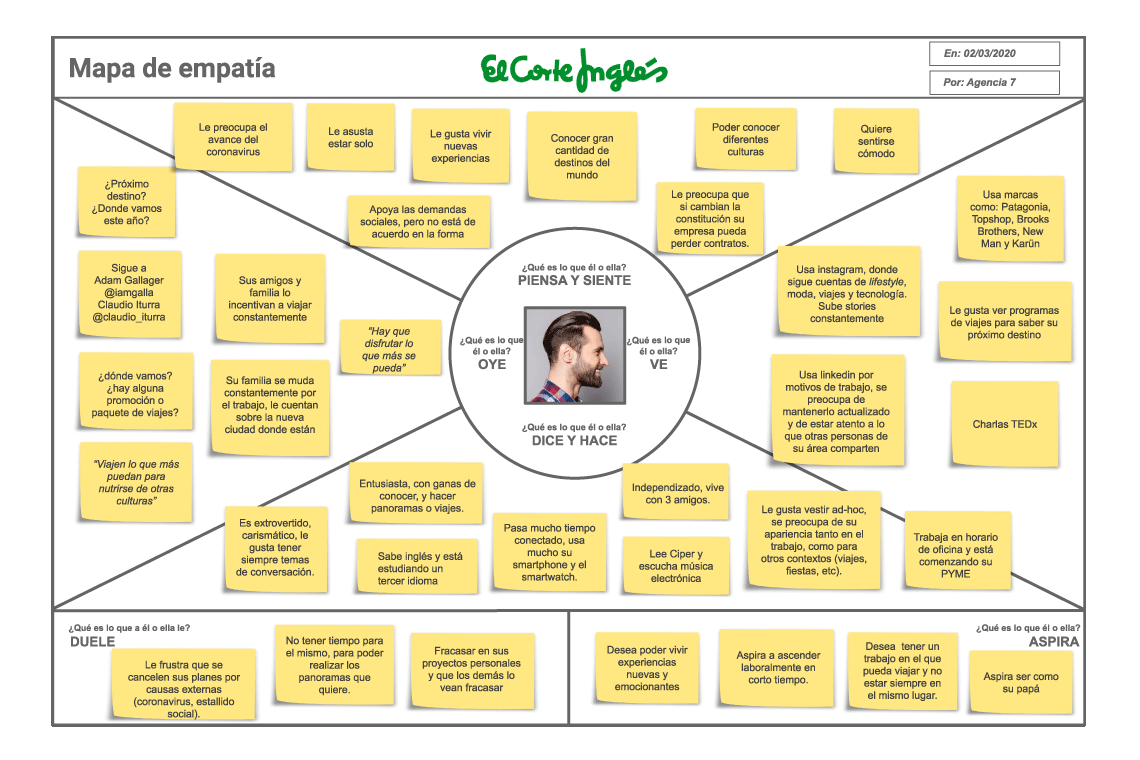 Mapa de empatía
El Corte Inglés
En: 02/03/2020
Por: Agencia 7
Le preocupa el
avance del
coronavirus
Le asusta
estar solo
Le gusta vivir
nuevas
experiencias
Conocer gran
cantidad de
destinos del
mundo
Poder conocer
diferentes
culturas
Quiere
sentirse
cómodo
Apoya las demandas
sociales, pero no está de
acuerdo en la forma
Le preocupa que
si cambian la
constitución su
empresa pueda
perder contratos.
¿Qué es lo que él o ella?
PIENSA Y SIENTE
¿Próximo
destino?
¿Donde vamos
este año?
Sigue a
Adam Gallager
@iamgalla
Claudio Iturra
@claudio_iturra
Sus amigos y
familia lo
incentivan a viajar
constantemente
"Hay que
disfrutar lo
que más se
pueda"
¿dónde vamos?
¿hay alguna
promoción o
paquete de viajes?
Su familia se muda
constantemente por
el trabajo, le cuentan
sobre la nueva
ciudad donde están
"Viajen lo que más
puedan para
nutrirse de otras
culturas"
¿Qué es lo que
él o ella?
OYE
¿Qué es lo que
él o ella?
VE
Usa marcas
como: Patagonia,
Topshop, Brooks
Brothers, New
Man y Karün
Usa instagram, donde
sigue cuentas de lifestyle,
moda, viajes y tecnología.
Sube stories
constantemente
Le gusta ver programas
de viajes para saber su
próximo destino
Usa linkedin por
motivos de trabajo, se
preocupa de
mantenerlo actualizado
y de estar atento a lo
que otras personas de
su área comparten
Charlas TEDx
¿Qué es lo que él o ella?
DICE Y HACE
Es extrovertido,
carismático, le
gusta tener
siempre temas
de conversación.
Entusiasta, con ganas de
conocer, y hacer
panoramas o viajes.
Sabe inglés y está
estudiando un
tercer idioma
Pasa mucho tiempo
conectado, usa
mucho su
smartphone y el
smartwatch.
Independizado, vive
con 3 amigos.
Lee Ciper y
escucha música
electrónica
Le gusta vestir ad-hoc,
se preocupa de su
apariencia tanto en el
trabajo, como para
otros contextos (viajes,
fiestas, etc).
Trabaja en horario
de oficina y está
comenzando su
PYME
¿Qué es lo que a él o ella le?
DUELE
Le frustra que se
cancelen sus planes por
causas externas
(coronavirus, estallido
social).
No tener tiempo para
el mismo, para poder
realizar los
panoramas que
quiere.
Fracasar en sus
proyectos personales
y que los demás lo
vean fracasar
¿Qué es lo que él o ella?
ASPIRA
Desea poder vivir
experiencias
nuevas y
emocionantes
Aspira a ascender
laboralmente en
corto tiempo.
Desea  tener un
trabajo en el que
pueda viajar y no
estar siempre en
el mismo lugar.
Aspira ser como
su papá